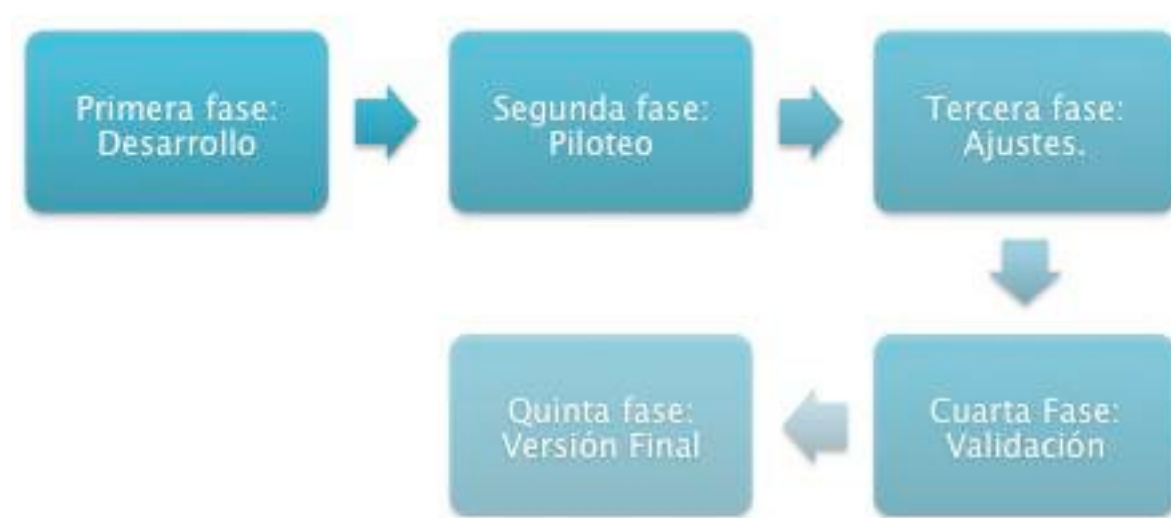 Primera fase:
Desarrollo
Segunda fase:
Piloteo
Tercera fase:
Ajustes.
Cuarta Fase:
Validación
Quinta fase:
Versión Final